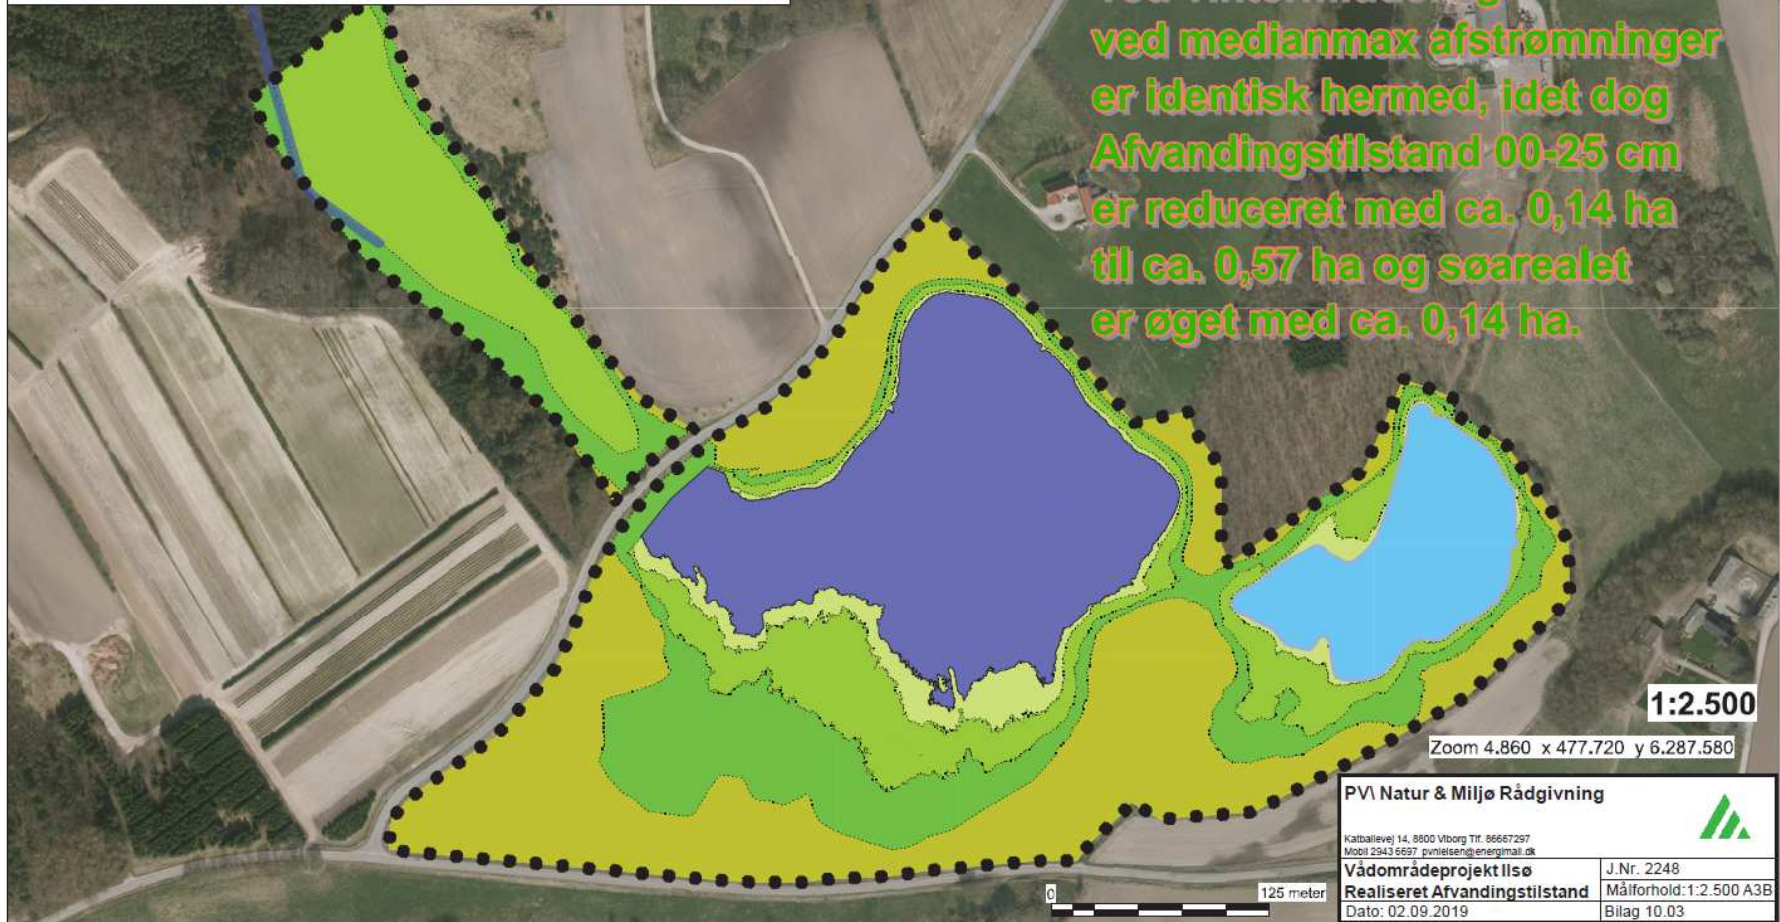 ved medianmax afstrømninger
er identisk hermed, idet dog
Afvandingstilstand 00-25 cm
er reduceret med ca. 0,14 ha
til ca. 0,57 ha og søarealet
er øget med ca. 0,14 ha.
1:2.500
Zoom 4.860 x 477.720 y 6.287.580
PV\ Natur & Miljø Rådgivning
Katballevej 14, 8800 Viborg Tlf. 86667297
Mobil 2943 6697 pvnielsen@energimail.dk
Vådområdeprojekt Ilsø
J.Nr. 2248
Realiseret Afvandingstilstand
Målforhold:1:2.500 A3B
Dato: 02.09.2019
Bilag 10.03
0
125 meter